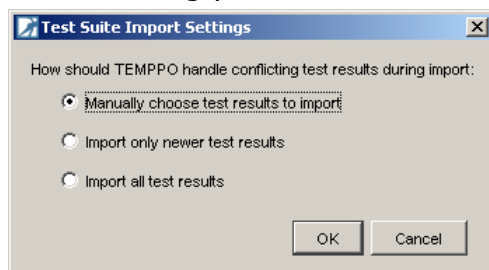 Test Suite Import Settings
How should TEMPPO handle conflicting test results during import:
Manually choose test results to import
Import only newer test results
Import all test results
OK Cancel